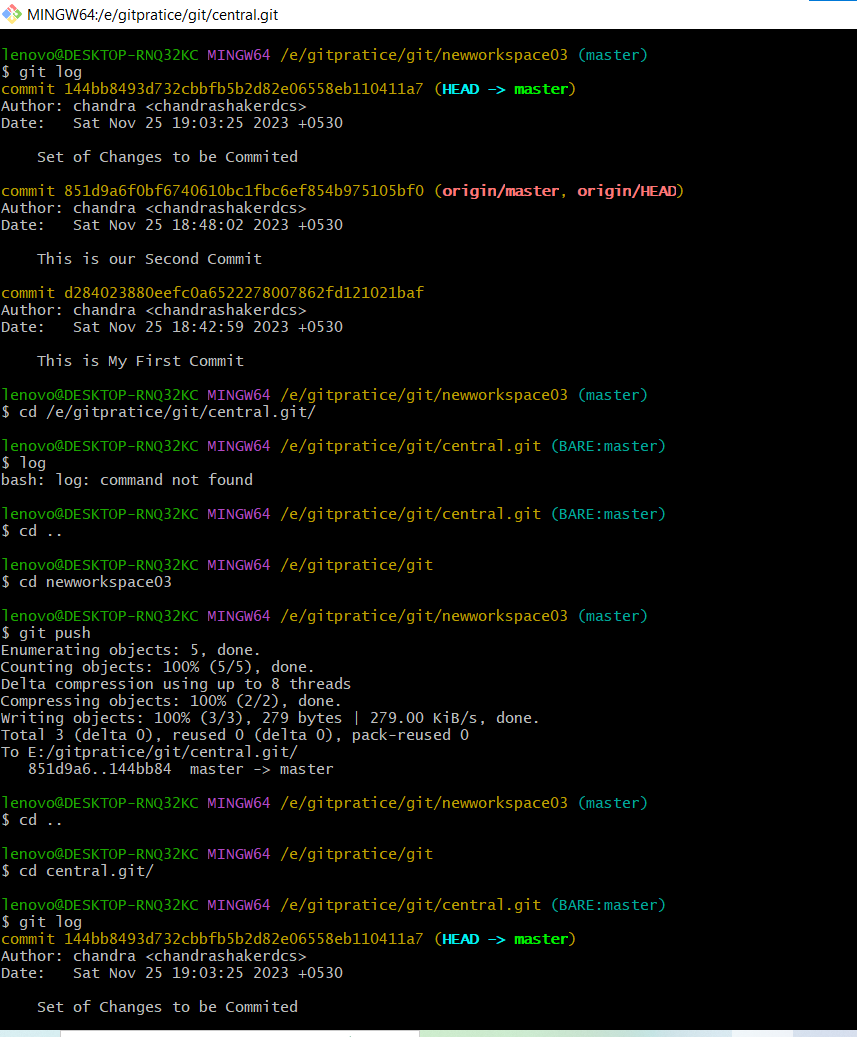 MINGW64:/e/gitpratice/git/central.git
lenovo@DESKTOP-RNQ32KC MINGW64 /e/gitpratice/git/newworkspace03 (master)
$ git log
commit 144bb8493d732cbbfb5b2d82e06558eb110411a7 (HEAD -> master)
Author: chandra <chandrashakerdcs>
Date:   Sat Nov 25 19:03:25 2023 +0530
    Set of Changes to be Commited
commit 851d9a6f0bf6740610bc1fbc6ef854b975105bf0 (origin/master, origin/HEAD)
Author: chandra <chandrashakerdcs>
Date:   Sat Nov 25 18:48:02 2023 +0530
    This is our Second Commit
commit d284023880eefc0a6522278007862fd121021baf
Author: chandra <chandrashakerdcs>
Date:   Sat Nov 25 18:42:59 2023 +0530
    This is My First Commit
lenovo@DESKTOP-RNQ32KC MINGW64 /e/gitpratice/git/newworkspace03 (master)
$ cd /e/gitpratice/git/central.git/
lenovo@DESKTOP-RNQ32KC MINGW64 /e/gitpratice/git/central.git (BARE:master)
$ log
bash: log: command not found
lenovo@DESKTOP-RNQ32KC MINGW64 /e/gitpratice/git/central.git (BARE:master)
$ cd ..
lenovo@DESKTOP-RNQ32KC MINGW64 /e/gitpratice/git
$ cd newworkspace03
lenovo@DESKTOP-RNQ32KC MINGW64 /e/gitpratice/git/newworkspace03 (master)
$ git push
Enumerating objects: 5, done.
Counting objects: 100% (5/5), done.
Delta compression using up to 8 threads
Compressing objects: 100% (2/2), done.
Writing objects: 100% (3/3), 279 bytes | 279.00 KiB/s, done.
Total 3 (delta 0), reused 0 (delta 0), pack-reused 0
To E:/gitpratice/git/central.git/
   851d9a6..144bb84  master -> master
lenovo@DESKTOP-RNQ32KC MINGW64 /e/gitpratice/git/newworkspace03 (master)
$ cd ..
lenovo@DESKTOP-RNQ32KC MINGW64 /e/gitpratice/git
$ cd central.git/
lenovo@DESKTOP-RNQ32KC MINGW64 /e/gitpratice/git/central.git (BARE:master)
$ git log
commit 144bb8493d732cbbfb5b2d82e06558eb110411a7 (HEAD -> master)
Author: chandra <chandrashakerdcs>
Date:   Sat Nov 25 19:03:25 2023 +0530
    Set of Changes to be Commited